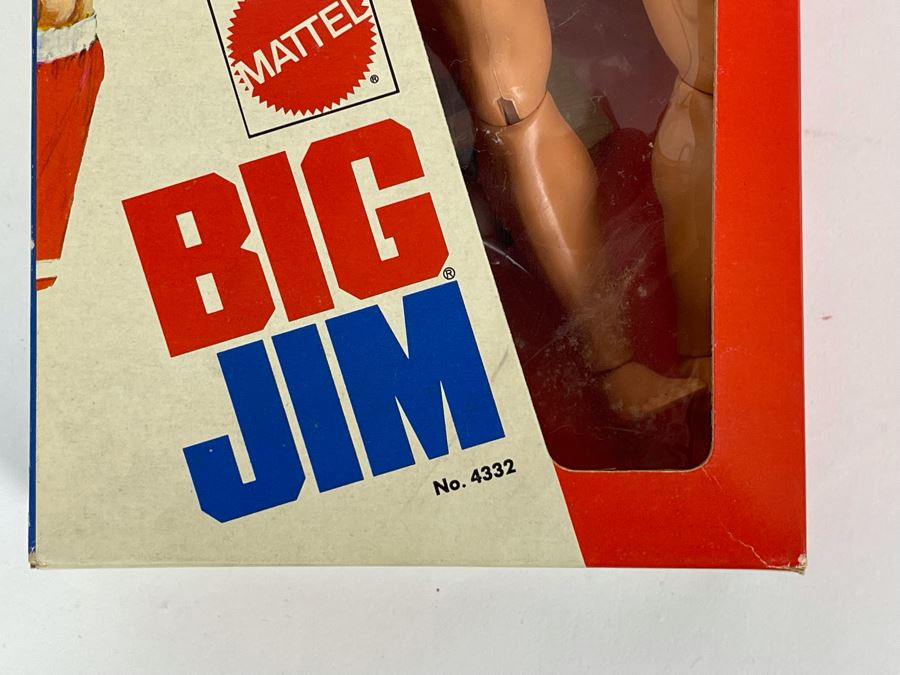 MATTEL
®
BIG
®
JIM
No. 4332